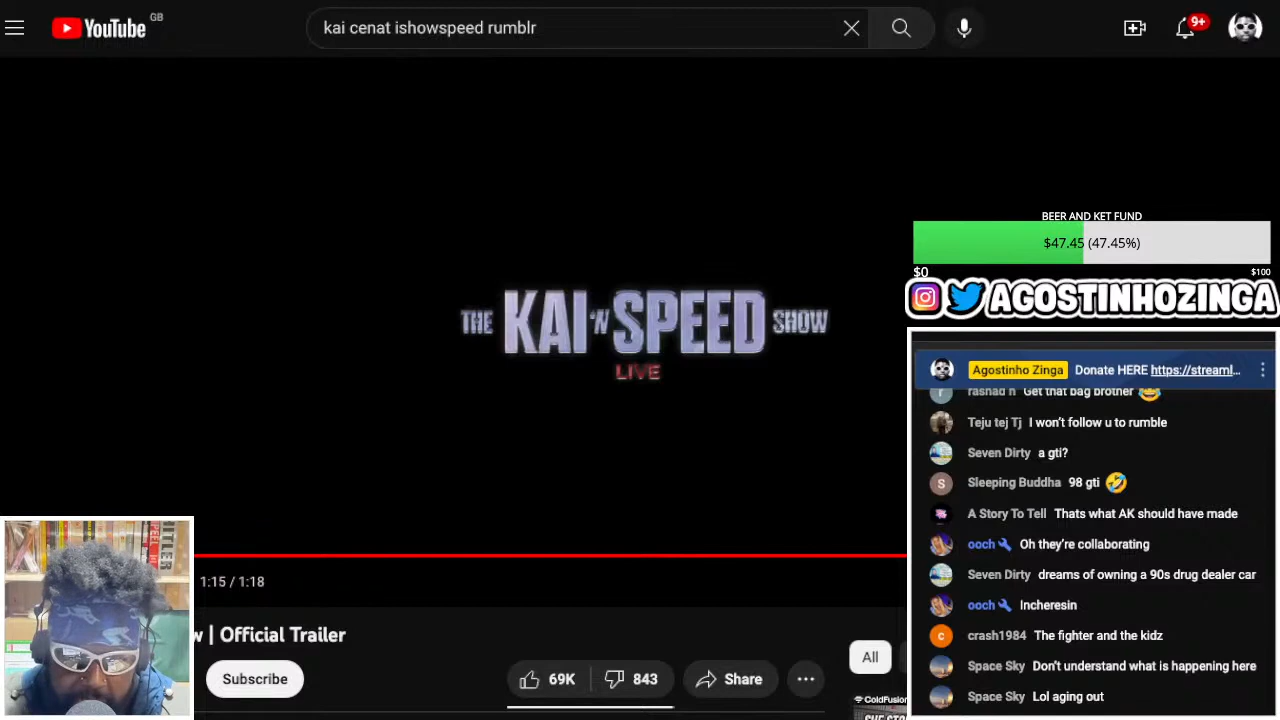 YouTube GB
kai cenat ishowspeed rumblr
9+
THE KAI 'N SPEED SHOW
LIVE
BEER AND KET FUND
$47.45 (47.45%)
$0
$100
AGOSTINHOZINGA
Agostinho Zinga Donate HERE https://streaml...
rashad n Get that bag brother
Teju tej Tj I won't follow u to rumble
Seven Dirty a gti?
S Sleeping Buddha 98 gti
A Story To Tell Thats what AK should have made
ooch Oh they're collaborating
Seven Dirty dreams of owning a 90s drug dealer car
ooch Incheresin
c crash1984 The fighter and the kidz
Space Sky Don't understand what is happening here
Space Sky Lol aging out
1:15 / 1:18
w | Official Trailer
Subscribe
69K
843
Share
All
ColdFusion